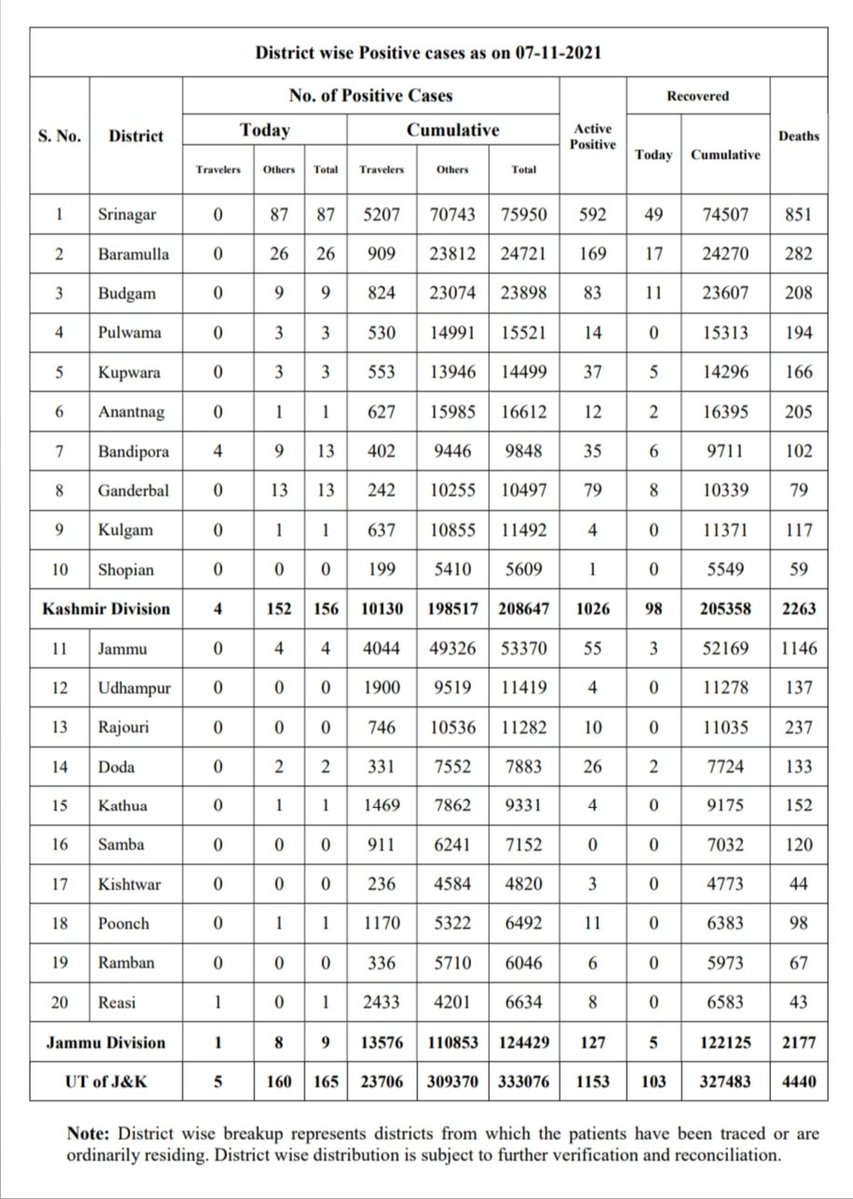 District wise Positive cases as on 07-11-2021
S. No. District No. of Positive Cases Active Positive Recovered Deaths
Today Cumulative Today Cumulative
Travelers Others Total Travelers Others Total
1 Srinagar 0 87 87 5207 70743 75950 592 49 74507 851
2 Baramulla 0 26 26 909 23812 24721 169 17 24270 282
3 Budgam 0 9 9 824 23074 23898 83 11 23607 208
4 Pulwama 0 3 3 530 14991 15521 14 0 15313 194
5 Kupwara 0 3 3 553 13946 14499 37 5 14296 166
6 Anantnag 0 1 1 627 15985 16612 12 2 16395 205
7 Bandipora 4 9 13 402 9446 9848 35 6 9711 102
8 Ganderbal 0 13 13 242 10255 10497 79 8 10339 79
9 Kulgam 0 1 1 637 10855 11492 4 0 11371 117
10 Shopian 0 0 0 199 5410 5609 1 0 5549 59
Kashmir Division 4 152 156 10130 198517 208647 1026 98 205358 2263
11 Jammu 0 4 4 4044 49326 53370 55 3 52169 1146
12 Udhampur 0 0 0 1900 9519 11419 4 0 11278 137
13 Rajouri 0 0 0 746 10536 11282 10 0 11035 237
14 Doda 0 2 2 331 7552 7883 26 2 7724 133
15 Kathua 0 1 1 1469 7862 9331 4 0 9175 152
16 Samba 0 0 0 911 6241 7152 0 0 7032 120
17 Kishtwar 0 0 0 236 4584 4820 3 0 4773 44
18 Poonch 0 1 1 1170 5322 6492 11 0 6383 98
19 Ramban 0 0 0 336 5710 6046 6 0 5973 67
20 Reasi 1 0 1 2433 4201 6634 8 0 6583 43
Jammu Division 1 8 9 13576 110853 124429 127 5 122125 2177
UT of J&K 5 160 165 23706 309370 333076 1153 103 327483 4440
Note: District wise breakup represents districts from which the patients have been traced or are
ordinarily residing. District wise distribution is subject to further verification and reconciliation.